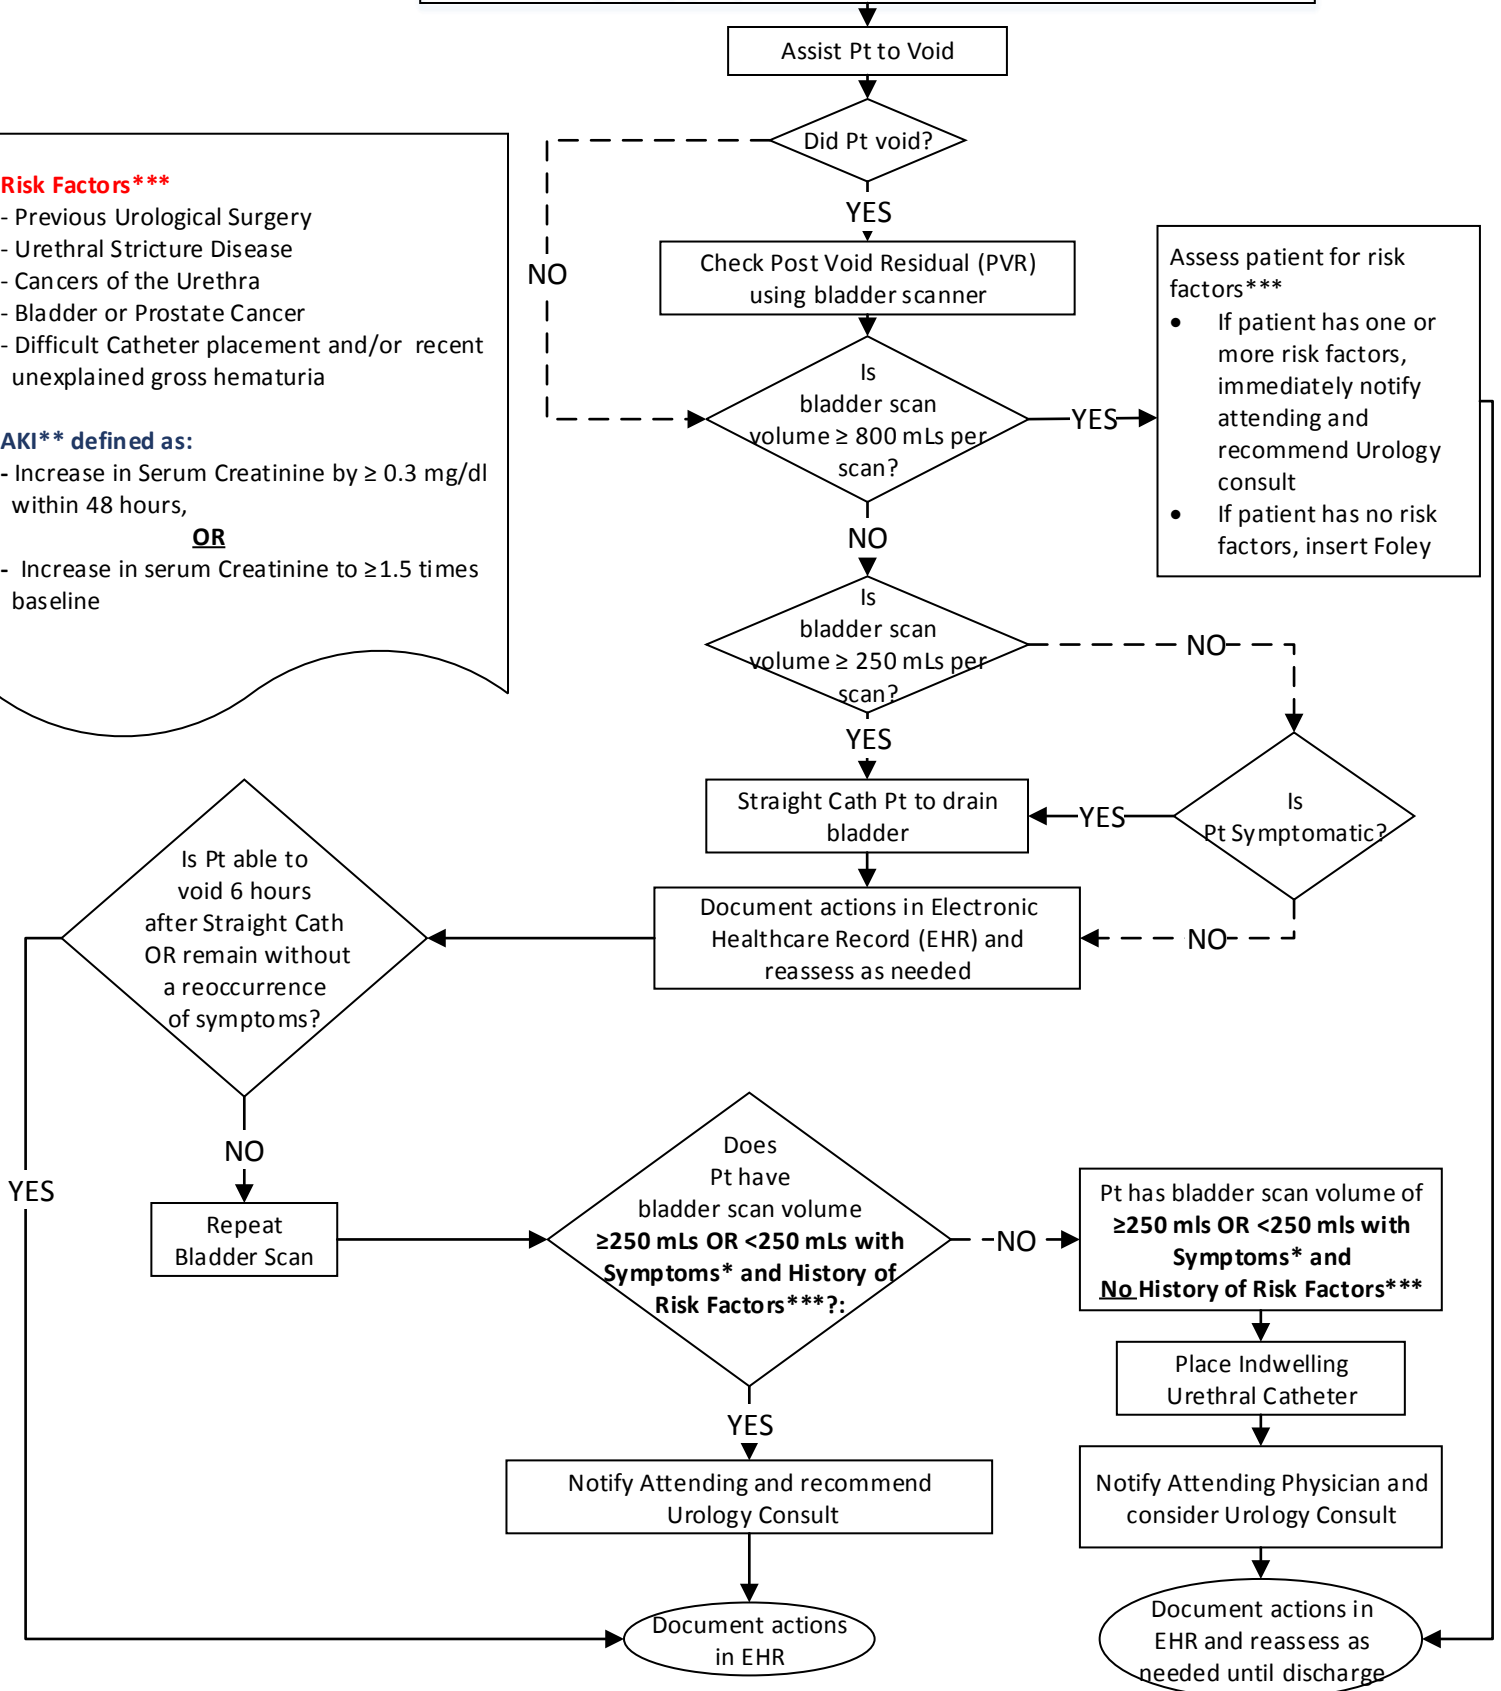 Assist Pt to Void
Did Pt void?
YES
NO
Risk Factors***
- Previous Urological Surgery
- Urethral Stricture Disease
- Cancers of the Urethra
- Bladder or Prostate Cancer
- Difficult Catheter placement and/or recent
unexplained gross hematuria
AKI** defined as:
- Increase in Serum Creatinine by ≥ 0.3 mg/dl
within 48 hours,
OR
- Increase in serum Creatinine to ≥1.5 times
baseline
Check Post Void Residual (PVR)
using bladder scanner
Is
bladder scan
volume ≥ 800 mLs per
scan?
YES
Assess patient for risk
factors***
• If patient has one or
more risk factors,
immediately notify
attending and
recommend Urology
consult
• If patient has no risk
factors, insert Foley
NO
Is
bladder scan
volume ≥ 250 mLs per
scan?
NO
YES
Is
Pt Symptomatic?
YES
NO
Straight Cath Pt to drain
bladder
Document actions in Electronic
Healthcare Record (EHR) and
reassess as needed
Is Pt able to
void 6 hours
after Straight Cath
OR remain without
a reoccurrence
of symptoms?
YES
NO
Repeat
Bladder Scan
Does
Pt have
bladder scan volume
≥250 mLs OR <250 mLs with
Symptoms* and History of
Risk Factors***?:
NO
Pt has bladder scan volume of
≥250 mls OR <250 mls with
Symptoms* and
No History of Risk Factors***
Place Indwelling
Urethral Catheter
YES
Notify Attending and recommend
Urology Consult
Notify Attending Physician and
consider Urology Consult
Document actions
in EHR
Document actions in
EHR and reassess as
needed until discharge